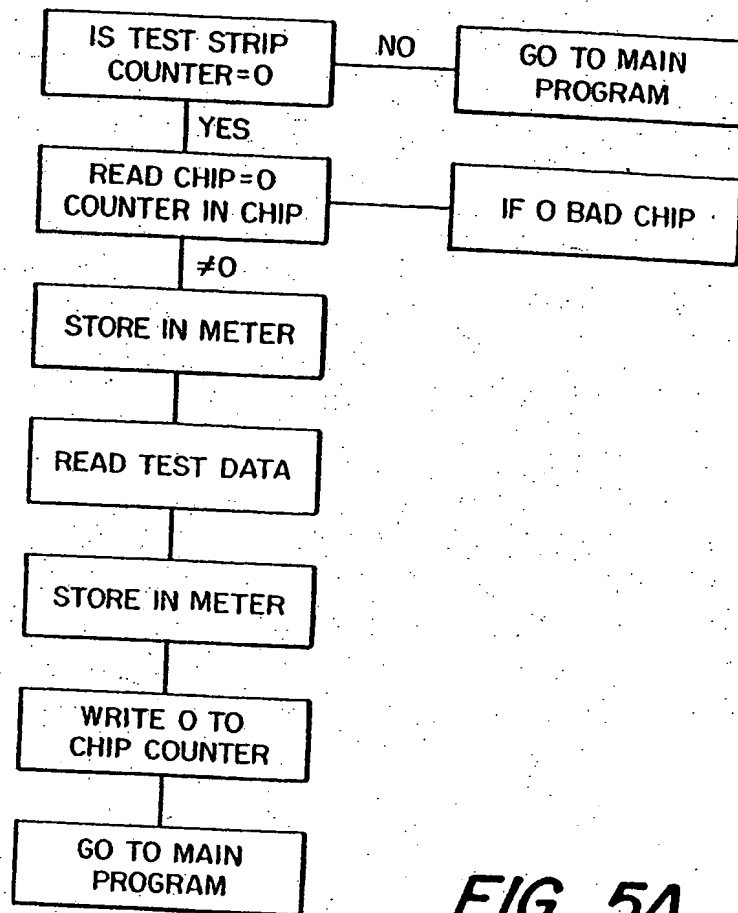 IS TEST STRIP
COUNTER=0
NO
GO TO MAIN
PROGRAM
YES
READ CHIP=0
COUNTER IN CHIP
IF 0 BAD CHIP
≠0
STORE IN METER
READ TEST DATA
STORE IN METER
WRITE 0 TO
CHIP COUNTER
GO TO MAIN
PROGRAM
FIG. 5A